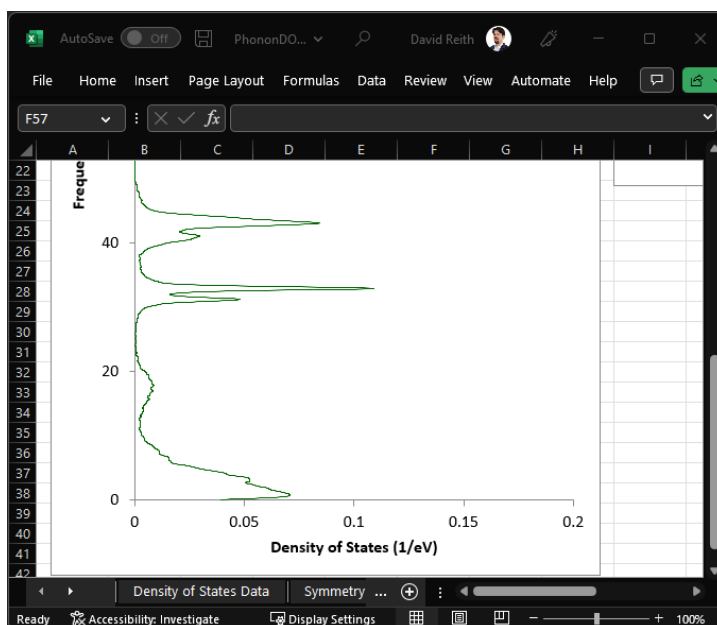 AutoSave Off PhononDO... David Reith
File Home Insert Page Layout Formulas Data Review View Automate Help
F57 fx
A B C D E F G H I
22
23
24
25
26
27
28
29
30
31
32
33
34
35
36
37
38
39
40
41
42
Freque
40
20
0
0 0.05 0.1 0.15 0.2
Density of States (1/eV)
Density of States Data Symmetry ...
Ready Accessibility: Investigate Display Settings 100%